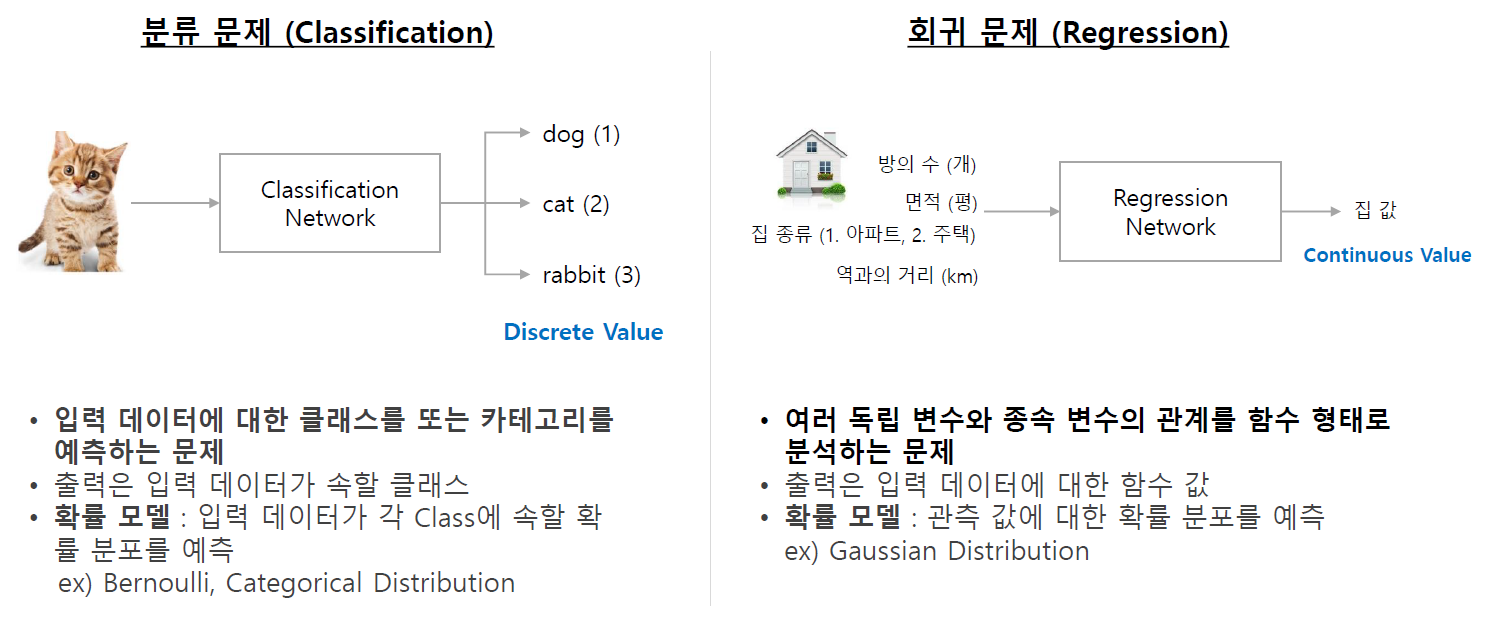 분류 문제 (Classification)
dog (1)
Classification
Network
cat (2)
rabbit (3)
Discrete Value
• 입력 데이터에 대한 클래스를 또는 카테고리를
예측하는 문제
• 출력은 입력 데이터가 속할 클래스
• 확률 모델 : 입력 데이터가 각 Class에 속할 확
률 분포를 예측
ex) Bernoulli, Categorical Distribution
회귀 문제 (Regression)
방의 수 (개)
면적 (평)
집 종류 (1. 아파트, 2. 주택)
역과의 거리 (km)
Regression
Network
집 값
Continuous Value
• 여러 독립 변수와 종속 변수의 관계를 함수 형태로
분석하는 문제
• 출력은 입력 데이터에 대한 함수 값
• 확률 모델 : 관측 값에 대한 확률 분포를 예측
ex) Gaussian Distribution